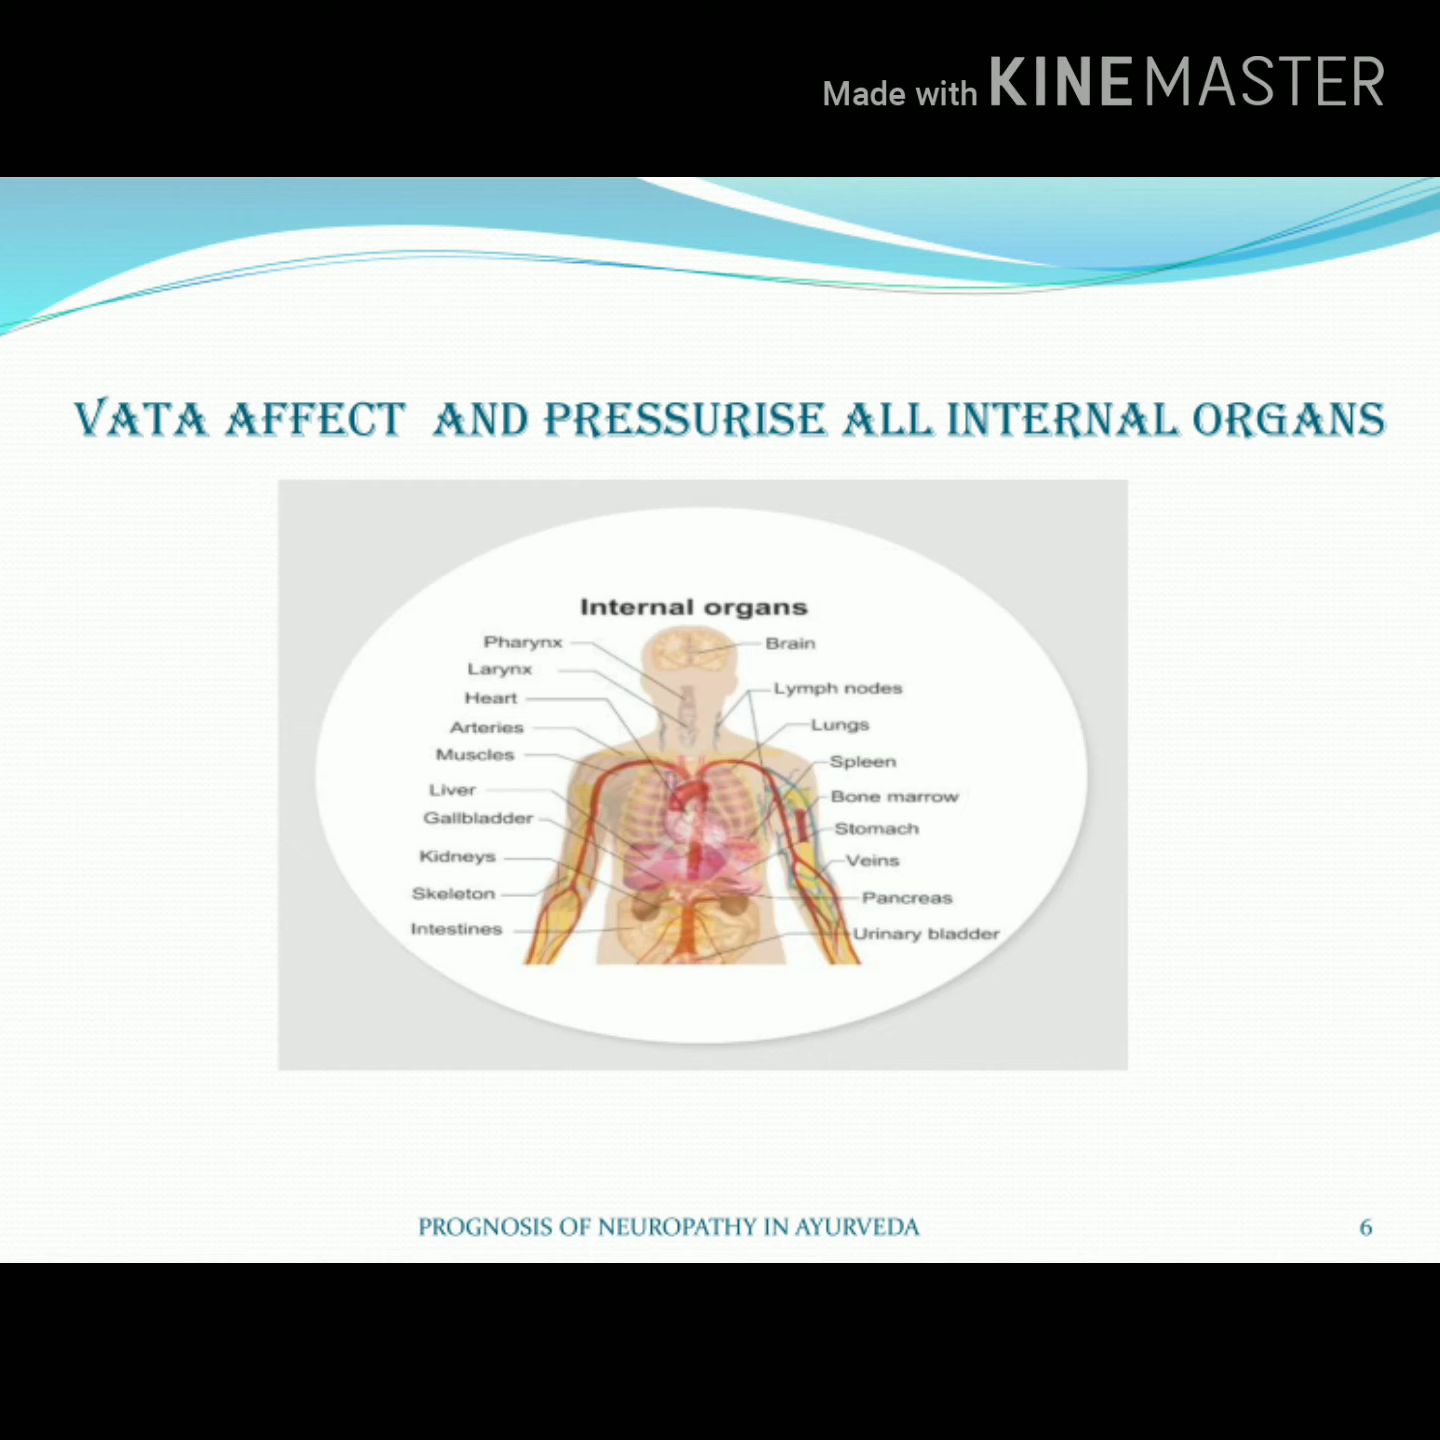 Made with KINEMASTER
VATA AFFECT AND PRESSURISE ALL INTERNAL ORGANS
Internal organs
Pharynx
Larynx
Heart
Arteries
Muscles
Liver
Gallbladder
Kidneys
Skeleton
Intestines
Brain
Lymph nodes
Lungs
Spleen
Bone marrow
Stomach
Veins
Pancreas
Urinary bladder
PROGNOSIS OF NEUROPATHY IN AYURVEDA
6